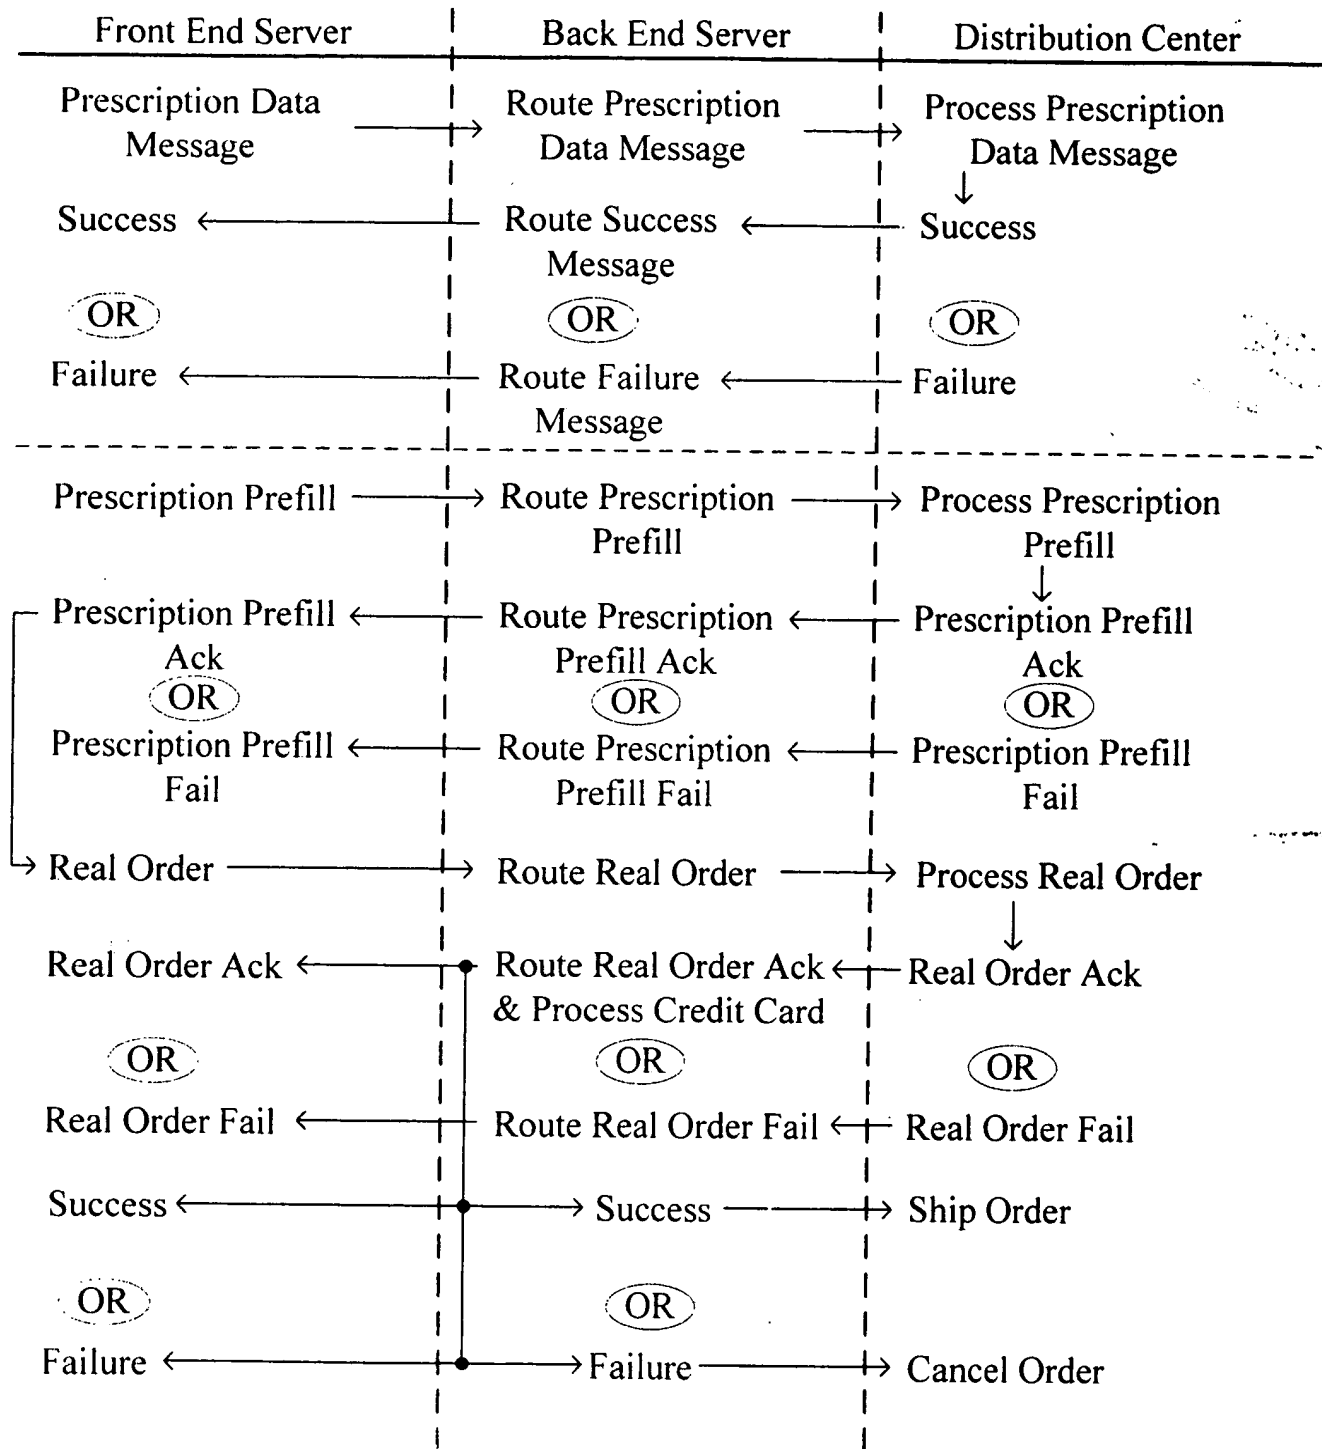 Front End Server
Back End Server
Distribution Center
Prescription Data
Message
Route Prescription
Data Message
Process Prescription
Data Message
Success
Route Success
Message
Success
OR
OR
OR
Failure
Route Failure
Message
Failure
Prescription Prefill
Route Prescription
Prefill
Process Prescription
Prefill
Prescription Prefill
Ack
Route Prescription
Prefill Ack
Prescription Prefill
Ack
OR
OR
OR
Prescription Prefill
Fail
Route Prescription
Prefill Fail
Prescription Prefill
Fail
Real Order
Route Real Order
Process Real Order
Real Order Ack
Route Real Order Ack
& Process Credit Card
Real Order Ack
OR
OR
OR
Real Order Fail
Route Real Order Fail
Real Order Fail
Success
Success
Ship Order
OR
OR
Failure
Failure
Cancel Order